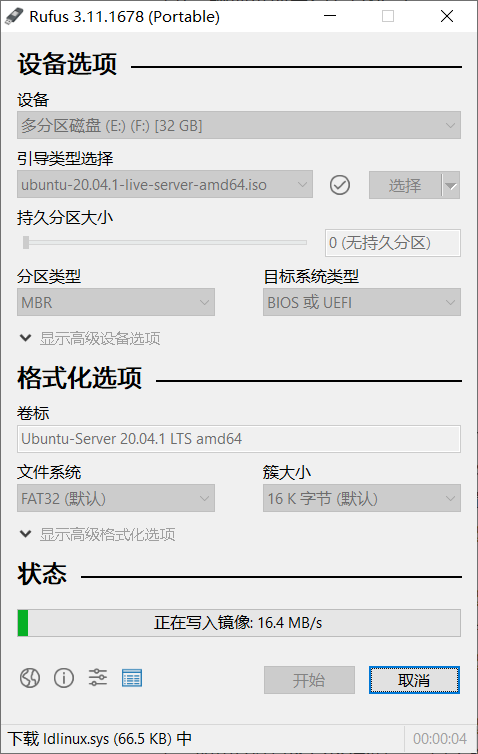 Rufus 3.11.1678 (Portable)
设备选项
设备
多分区磁盘 (E:) (F:) [32 GB]
引导类型选择
ubuntu-20.04.1-live-server-amd64.iso
选择
持久分区大小
0 (无持久分区)
分区类型
目标系统类型
MBR
BIOS 或 UEFI
显示高级设备选项
格式化选项
卷标
Ubuntu-Server 20.04.1 LTS amd64
文件系统
簇大小
FAT32 (默认)
16 K 字节 (默认)
显示高级格式化选项
状态
正在写入镜像: 16.4 MB/s
开始
取消
下载 ldlinux.sys (66.5 KB) 中
00:00:04